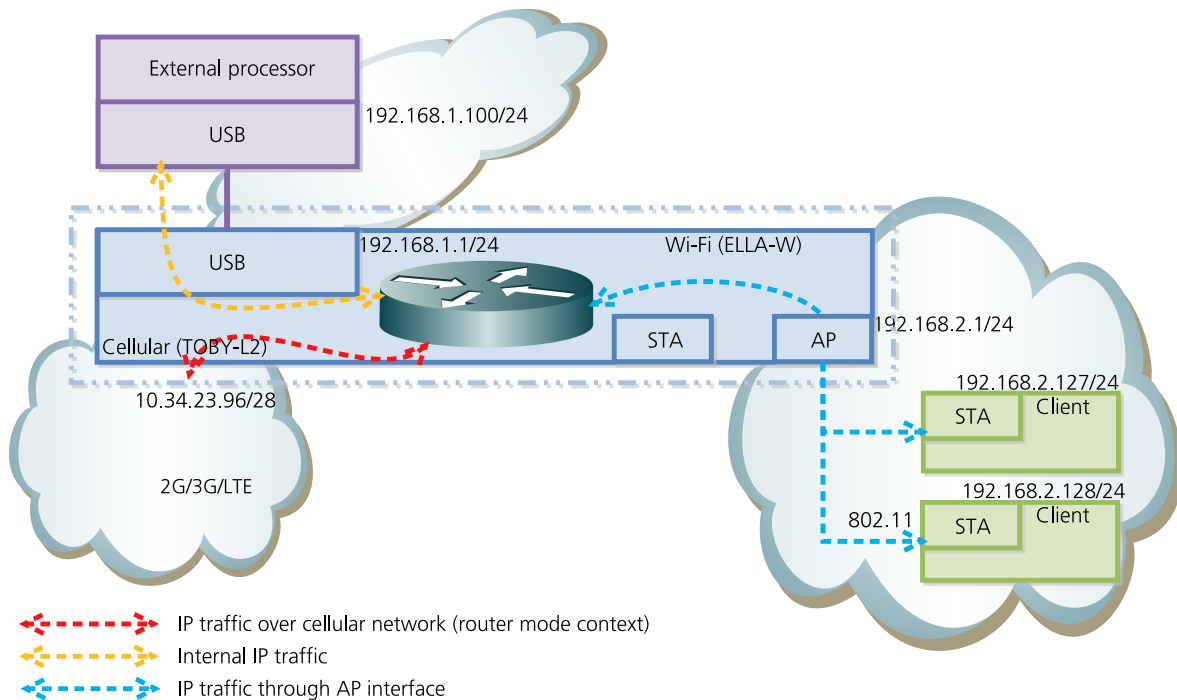 External processor
USB
192.168.1.100/24
USB
192.168.1.1/24
Wi-Fi (ELLA-W)
Cellular (TOBY-L2)
STA
AP
192.168.2.1/24
10.34.23.96/28
2G/3G/LTE
192.168.2.127/24
STA
Client
192.168.2.128/24
802.11
STA
Client
IP traffic over cellular network (router mode context)
Internal IP traffic
IP traffic through AP interface